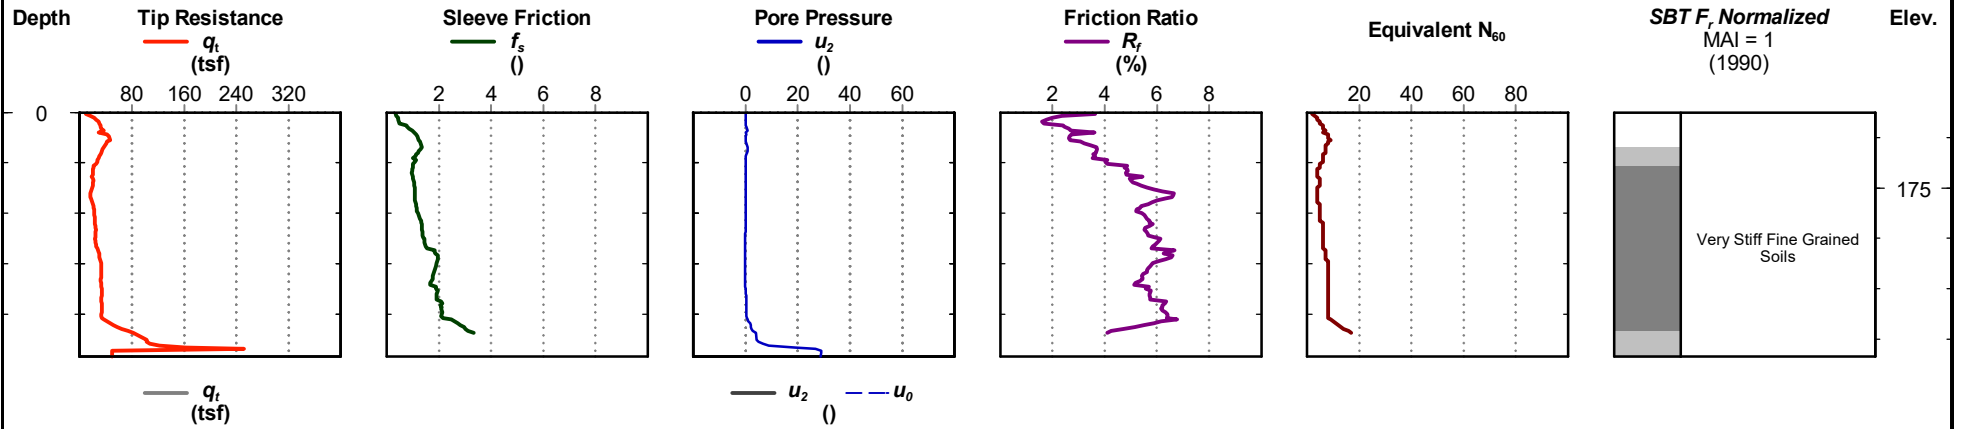 Depth
Tip Resistance
qt
(tsf)
80 160 240 320
Sleeve Friction
fs
()
2 4 6 8
Pore Pressure
u2
()
0 20 40 60
Friction Ratio
Rf
(%)
2 4 6 8
Equivalent N60
20 40 60 80
SBT Fr Normalized
MAI = 1
(1990)
Elev.
0
175
Very Stiff Fine Grained
Soils
qt
(tsf)
u2 u0
()